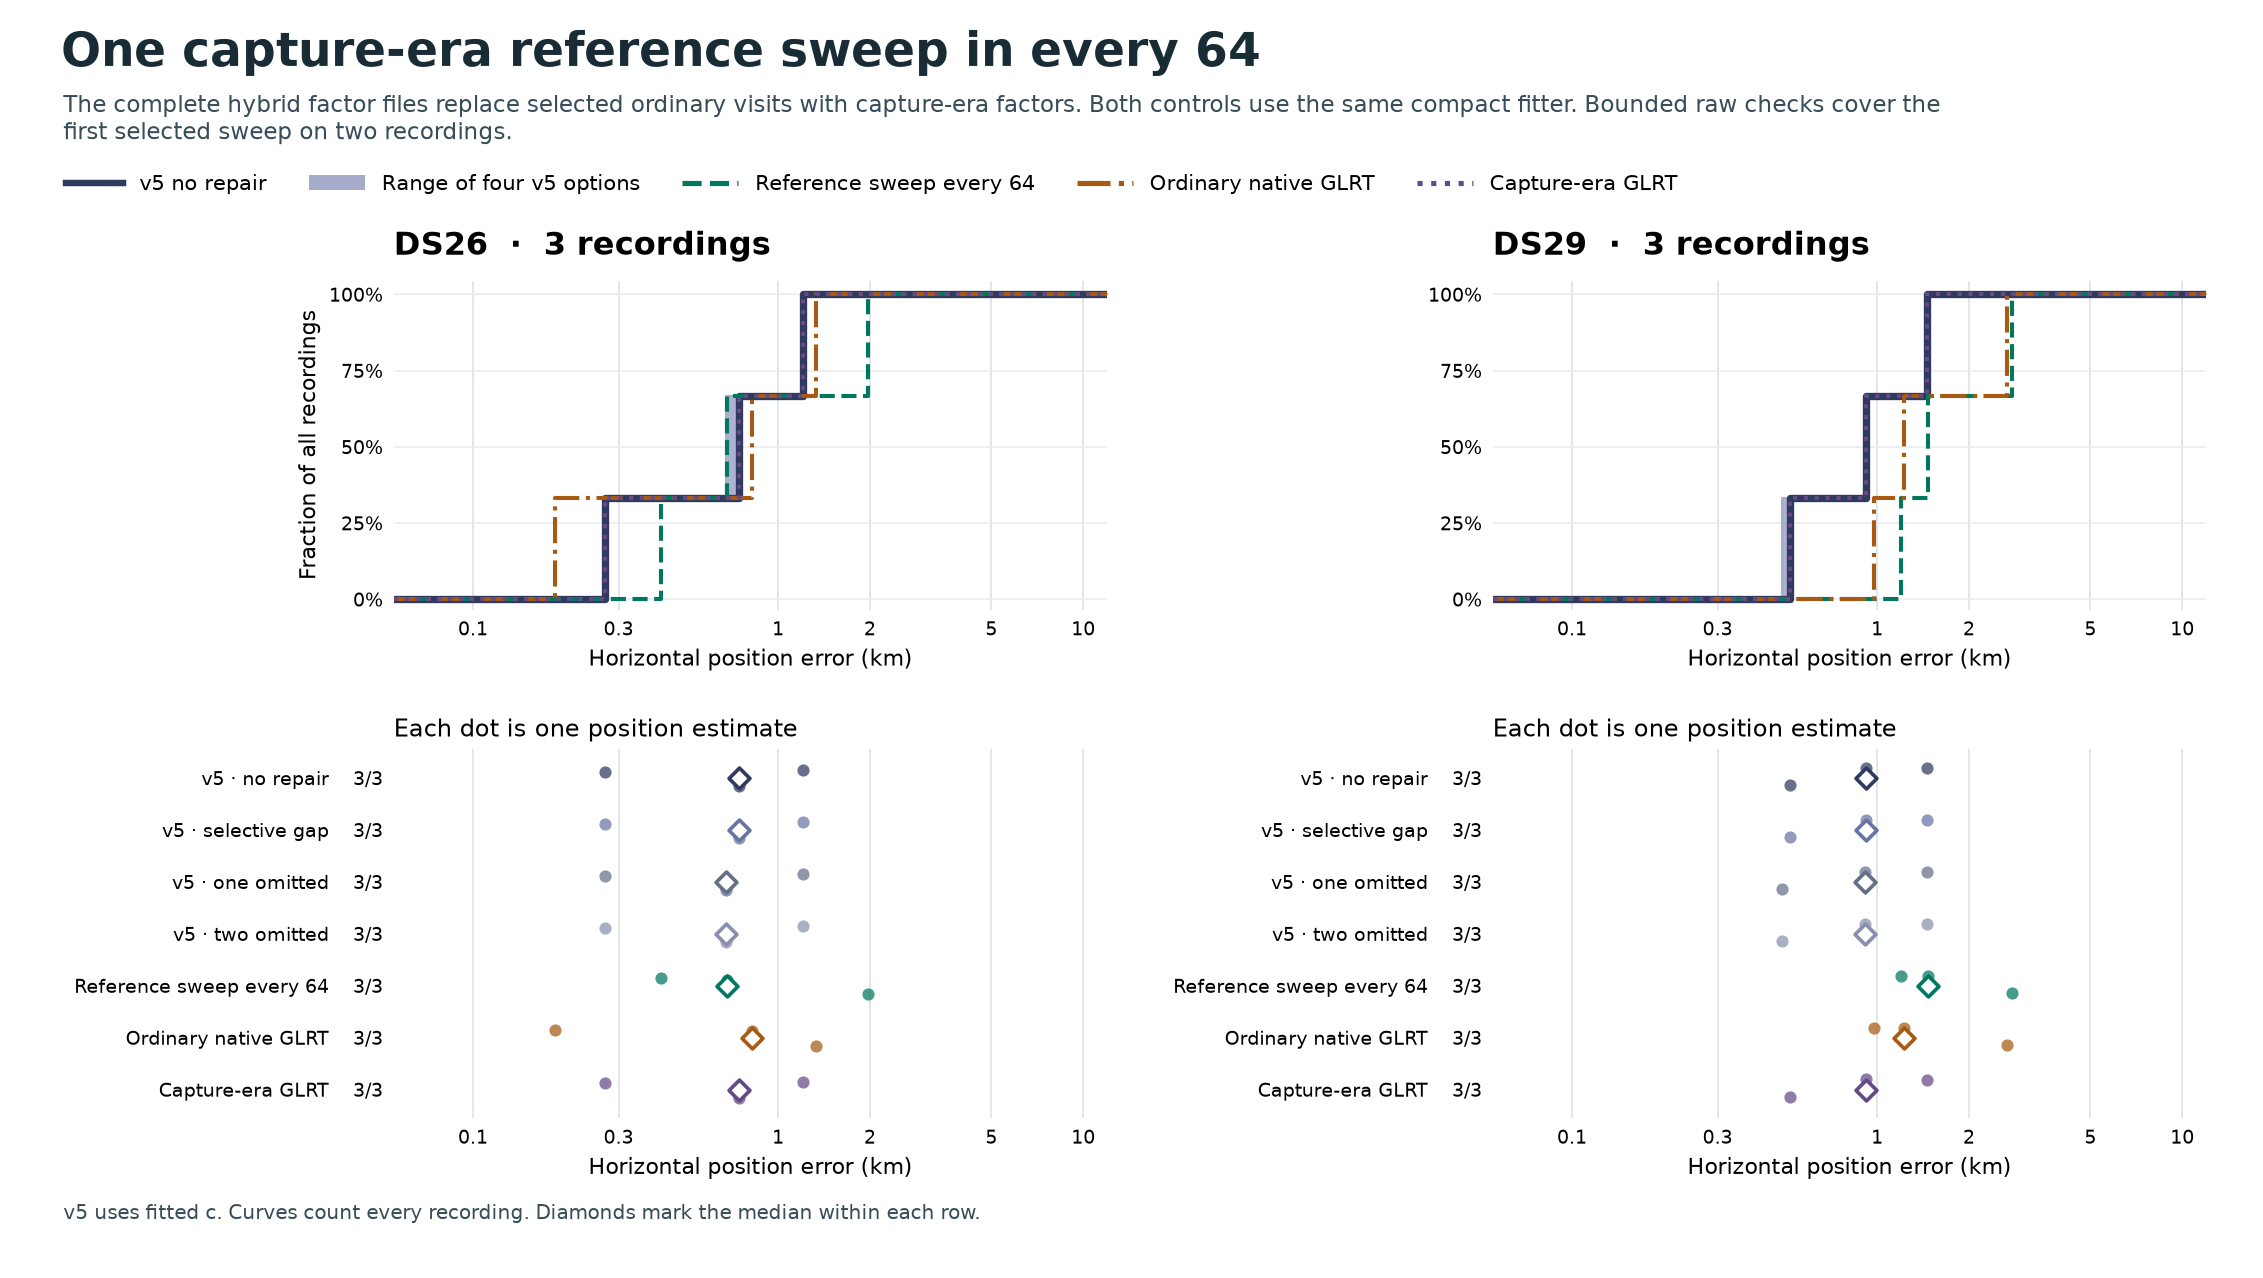 One capture-era reference sweep in every 64
The complete hybrid factor files replace selected ordinary visits with capture-era factors. Both controls use the same compact fitter. Bounded raw checks cover the
first selected sweep on two recordings.
v5 no repair
Range of four v5 options
Reference sweep every 64
Ordinary native GLRT
Capture-era GLRT
DS26 · 3 recordings
Fraction of all recordings
100%
75%
50%
25%
0%
0.1 0.3 1 2 5 10
Horizontal position error (km)
DS29 · 3 recordings
100%
75%
50%
25%
0%
0.1 0.3 1 2 5 10
Horizontal position error (km)
Each dot is one position estimate
v5 · no repair 3/3
v5 · selective gap 3/3
v5 · one omitted 3/3
v5 · two omitted 3/3
Reference sweep every 64 3/3
Ordinary native GLRT 3/3
Capture-era GLRT 3/3
0.1 0.3 1 2 5 10
Horizontal position error (km)
Each dot is one position estimate
v5 · no repair 3/3
v5 · selective gap 3/3
v5 · one omitted 3/3
v5 · two omitted 3/3
Reference sweep every 64 3/3
Ordinary native GLRT 3/3
Capture-era GLRT 3/3
0.1 0.3 1 2 5 10
Horizontal position error (km)
v5 uses fitted c. Curves count every recording. Diamonds mark the median within each row.